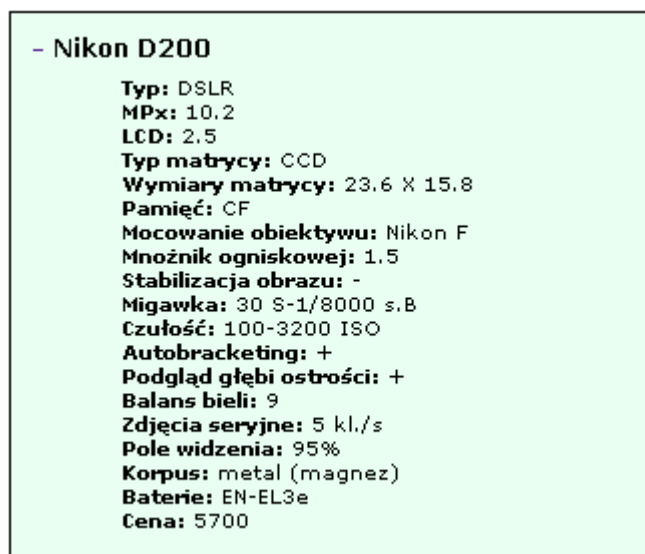 – Nikon D200
Typ: DSLR
MPx: 10.2
LCD: 2.5
Typ matrycy: CCD
Wymiary matrycy: 23.6 X 15.8
Pamięć: CF
Mocowanie obiektywu: Nikon F
Mnożnik ogniskowej: 1.5
Stabilizacja obrazu: -
Migawka: 30 S-1/8000 s.B
Czułość: 100-3200 ISO
Autobracketing: +
Podgląd głębi ostrości: +
Balans bieli: 9
Zdjęcia seryjne: 5 kl./s
Pole widzenia: 95%
Korpus: metal (magnez)
Baterie: EN-EL3e
Cena: 5700